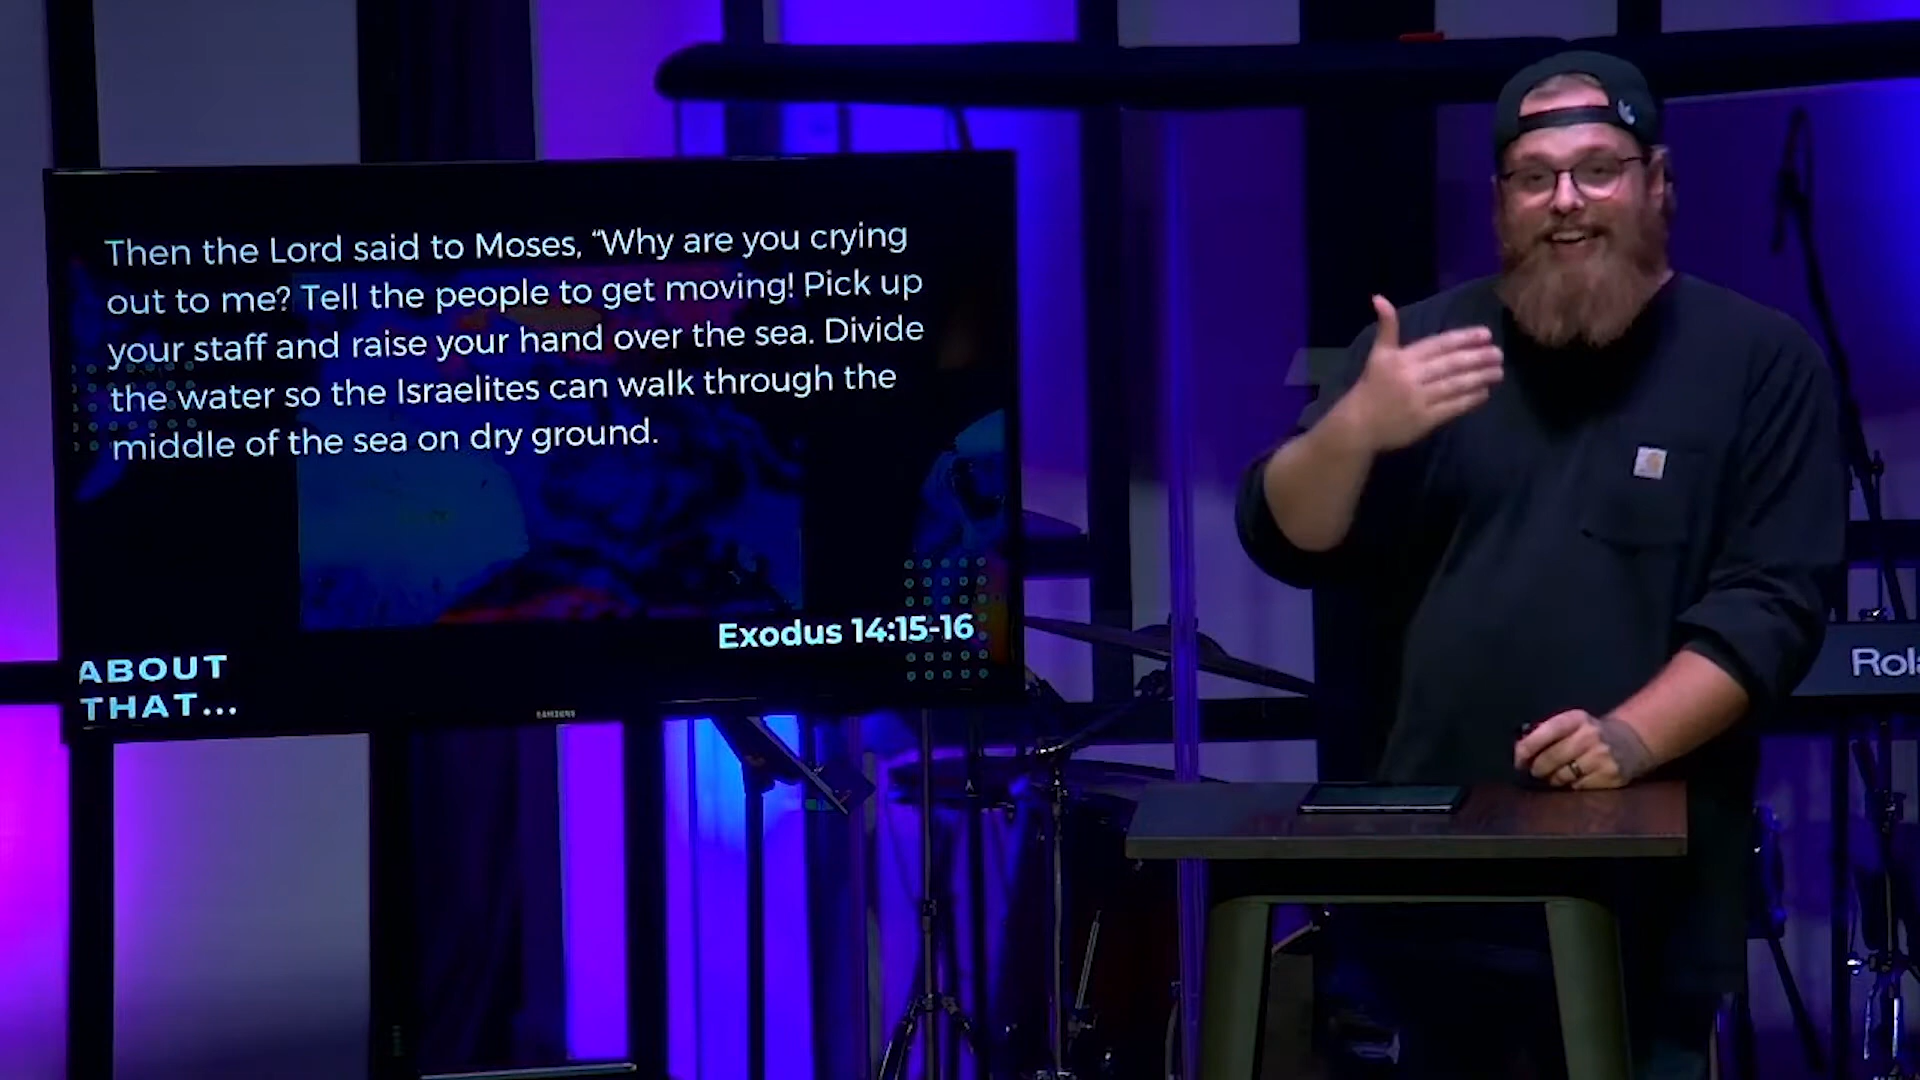 Then the Lord said to Moses, “Why are you crying
out to me? Tell the people to get moving! Pick up
your staff and raise your hand over the sea. Divide
the water so the Israelites can walk through the
middle of the sea on dry ground.
Exodus 14:15-16
ABOUT
THAT...
SAMSUNG
Rola